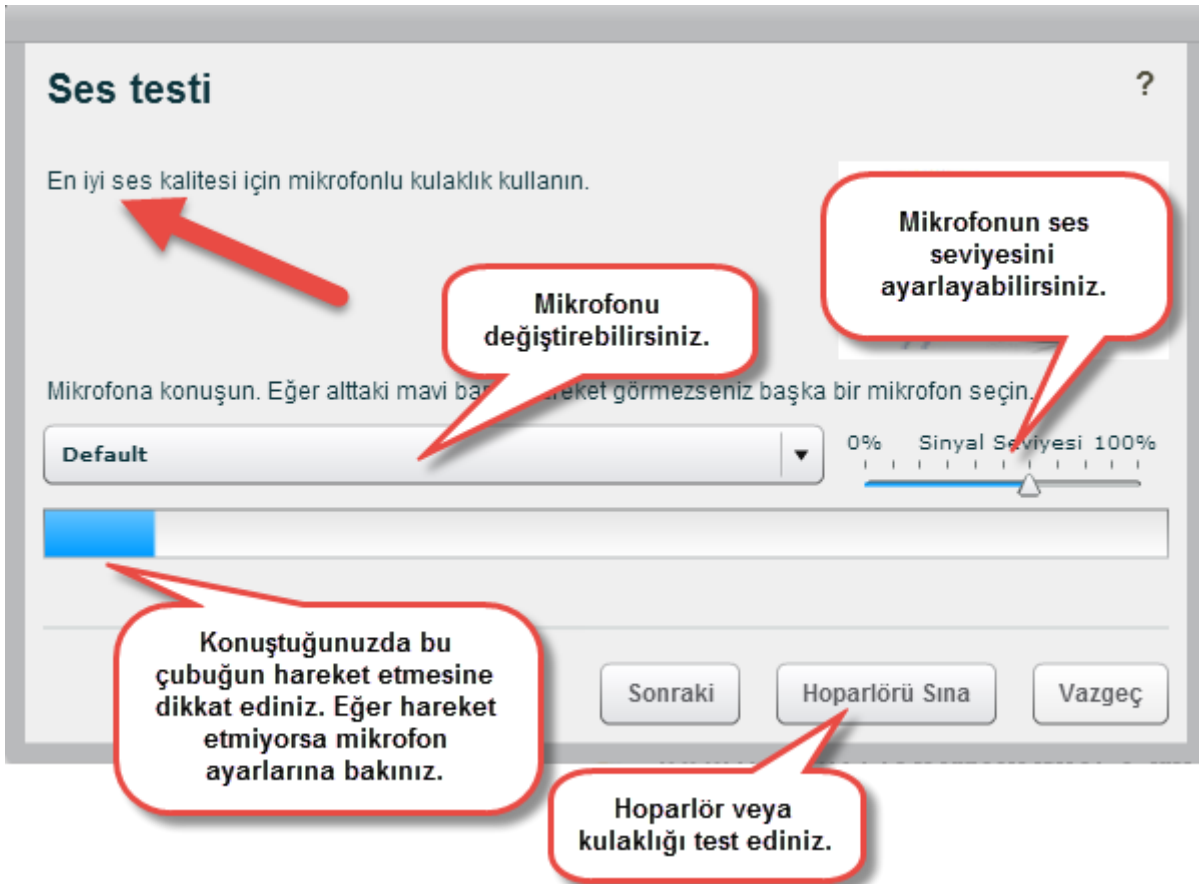 Ses testi
?
En iyi ses kalitesi için mikrofonlu kulaklık kullanın.
Mikrofonun ses
seviyesini
ayarlayabilirsiniz.
Mikrofonu
değiştirebilirsiniz.
Mikrofona konuşun. Eğer alttaki mavi görmezseniz başka bir mikrofon seçin.
Default
0% Sinyal Seviyesi 100%
Konuştuğunuzda bu
çubuğun hareket etmesine
dikkat ediniz. Eğer hareket
etmiyorsa mikrofon
ayarlarına bakınız.
Sonraki
Hoparlörü Sına
Vazgeç
Hoparlör veya
kulaklığı test ediniz.